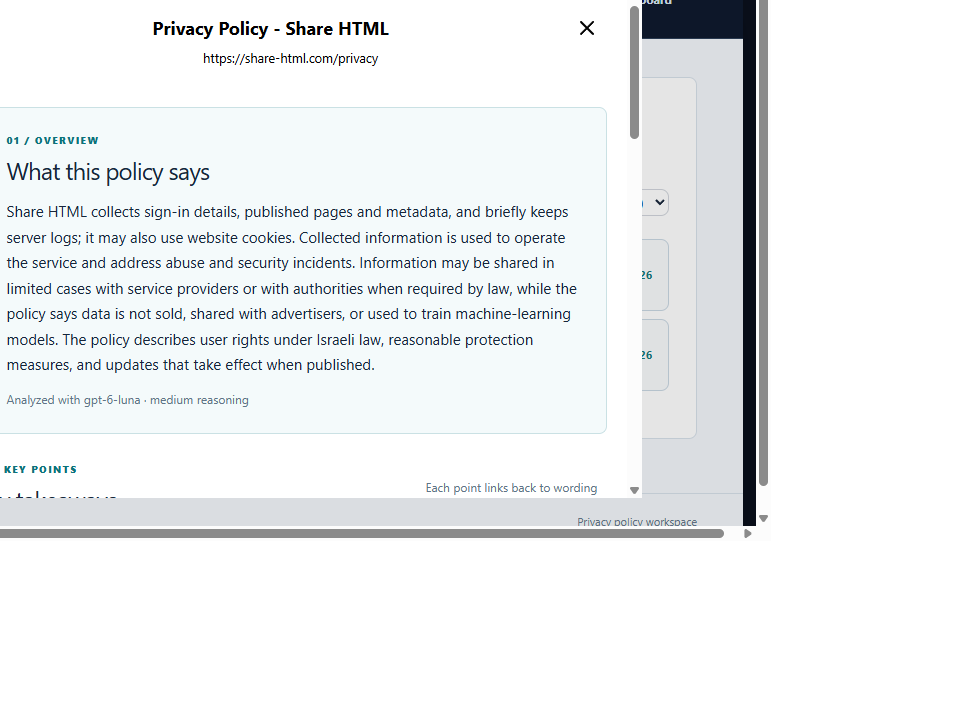 Privacy Policy - Share HTML
https://share-html.com/privacy
01 / OVERVIEW
What this policy says
Share HTML collects sign-in details, published pages and metadata, and briefly keeps
server logs; it may also use website cookies. Collected information is used to operate
the service and address abuse and security incidents. Information may be shared in
limited cases with service providers or with authorities when required by law, while the
policy says data is not sold, shared with advertisers, or used to train machine-learning
models. The policy describes user rights under Israeli law, reasonable protection
measures, and updates that take effect when published.
Analyzed with gpt-6-luna · medium reasoning
KEY POINTS
Each point links back to wording
26
26
Privacy policy workspace